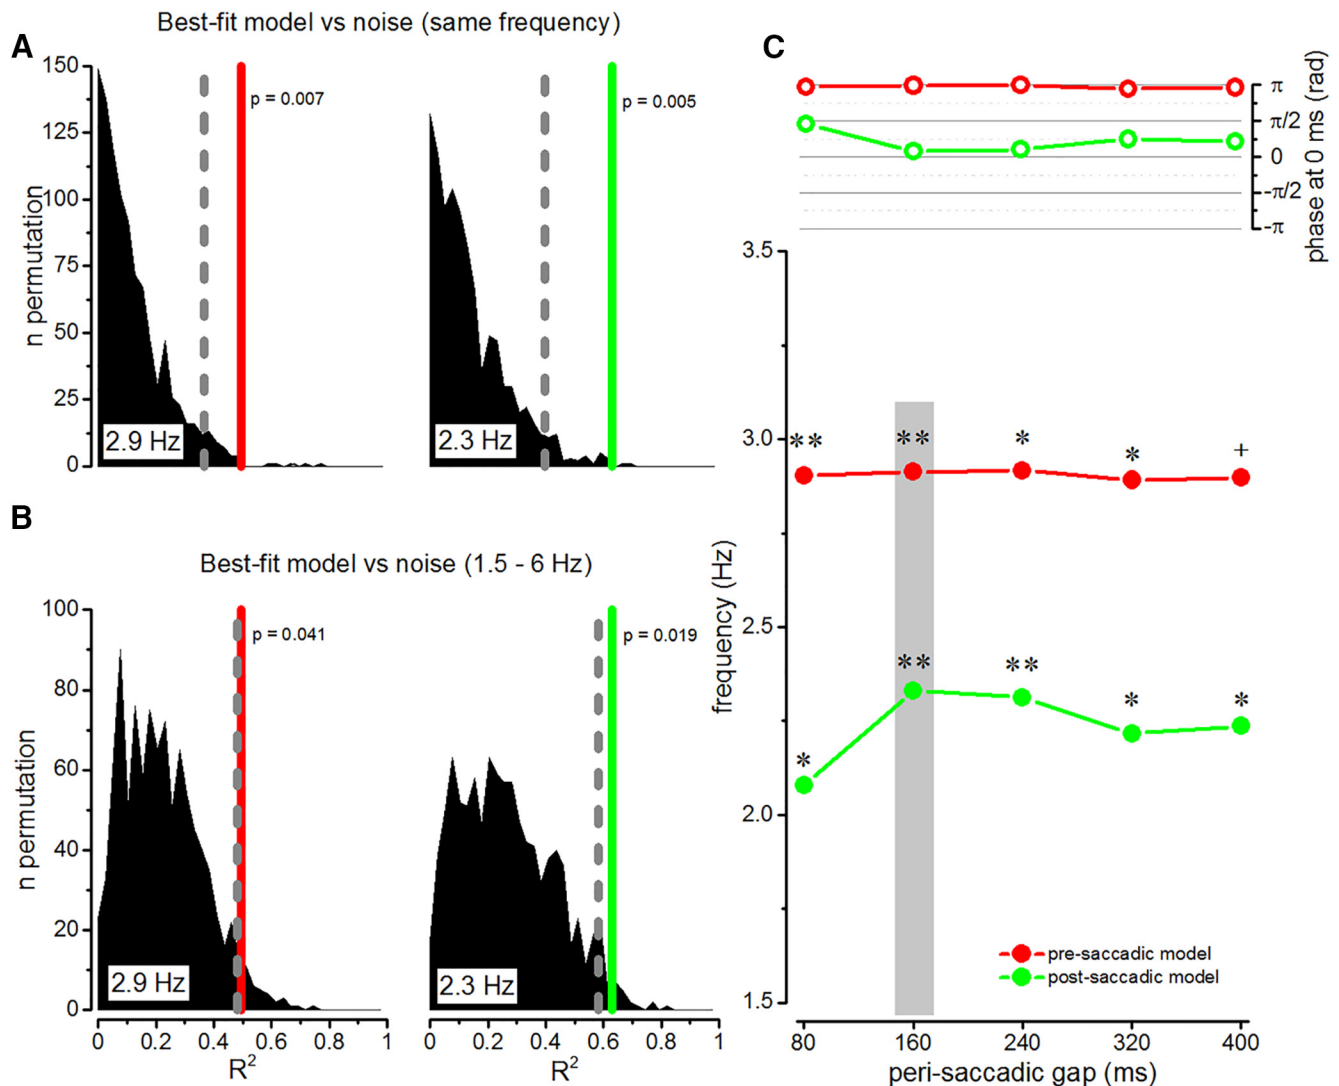 Best-fit model vs noise (same frequency)
A
150
125
100
75
50
25
0
n permutation
p = 0.007
2.9 Hz
p = 0.005
2.3 Hz
B
Best-fit model vs noise (1.5 - 6 Hz)
100
80
60
40
20
0
n permutation
p = 0.041
2.9 Hz
p = 0.019
2.3 Hz
0 0.2 0.4 0.6 0.8 1
R²
0 0.2 0.4 0.6 0.8 1
R²
C
π
π/2
0
-π/2
-π
phase at 0 ms (rad)
3.5
3.0
2.5
2.0
1.5
frequency (Hz)
** ** * * +
** ** * *
*
pre-saccadic model
post-saccadic model
80 160 240 320 400
peri-saccadic gap (ms)